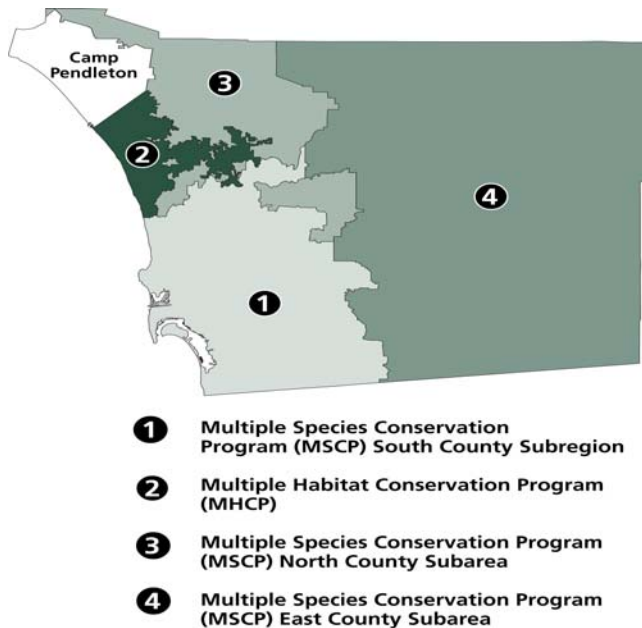 Camp
Pendleton
3
2
4
1
1 Multiple Species Conservation
Program (MSCP) South County Subregion
2 Multiple Habitat Conservation Program
(MHCP)
3 Multiple Species Conservation Program
(MSCP) North County Subarea
4 Multiple Species Conservation Program
(MSCP) East County Subarea